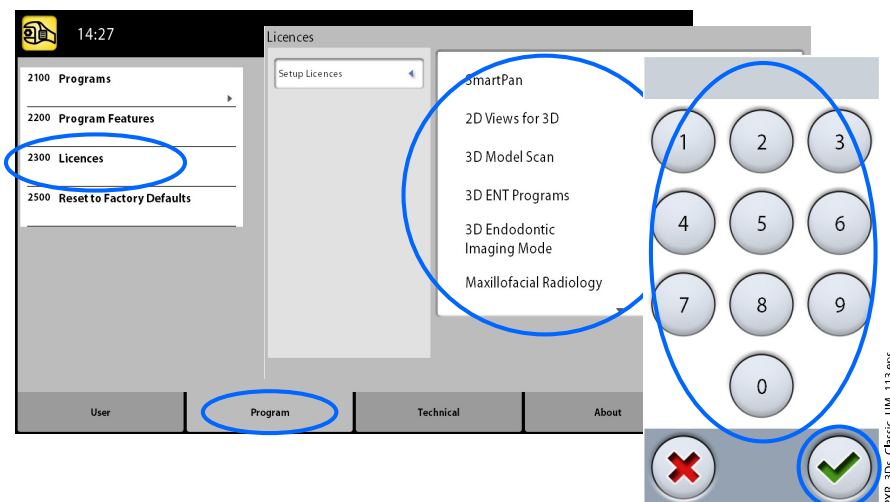 14:27
2100 Programs
2200 Program Features
2300 Licences
2500 Reset to Factory Defaults
Licences
Setup Licences
SmartPan
2D Views for 3D
3D Model Scan
3D ENT Programs
3D Endodontic
Imaging Mode
Maxillofacial Radiology
1 2 3
4 5 6
7 8 9
0
User Program Technical About
PXP_3Ds_Classic_UM_113.eps